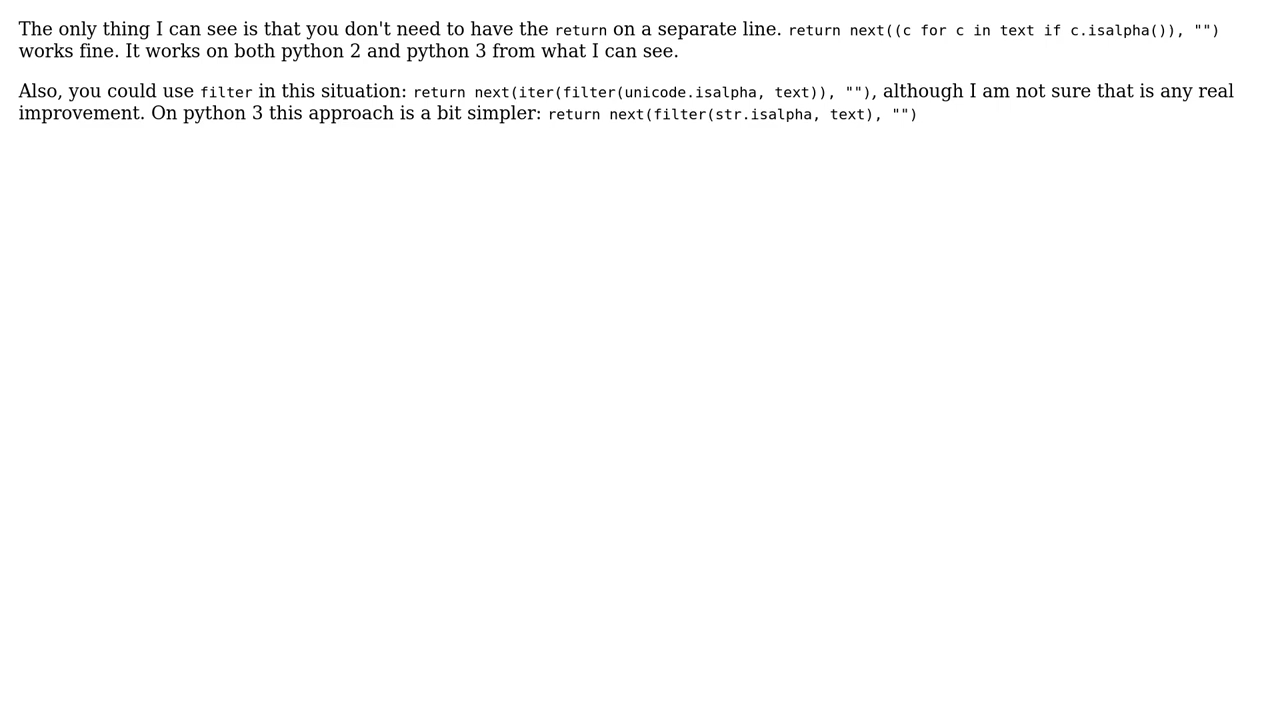 The only thing I can see is that you don't need to have the return on a separate line. return next((c for c in text if c.isalpha()), "")
works fine. It works on both python 2 and python 3 from what I can see.
Also, you could use filter in this situation: return next(iter(filter(unicode.isalpha, text)), ""), although I am not sure that is any real
improvement. On python 3 this approach is a bit simpler: return next(filter(str.isalpha, text), "")